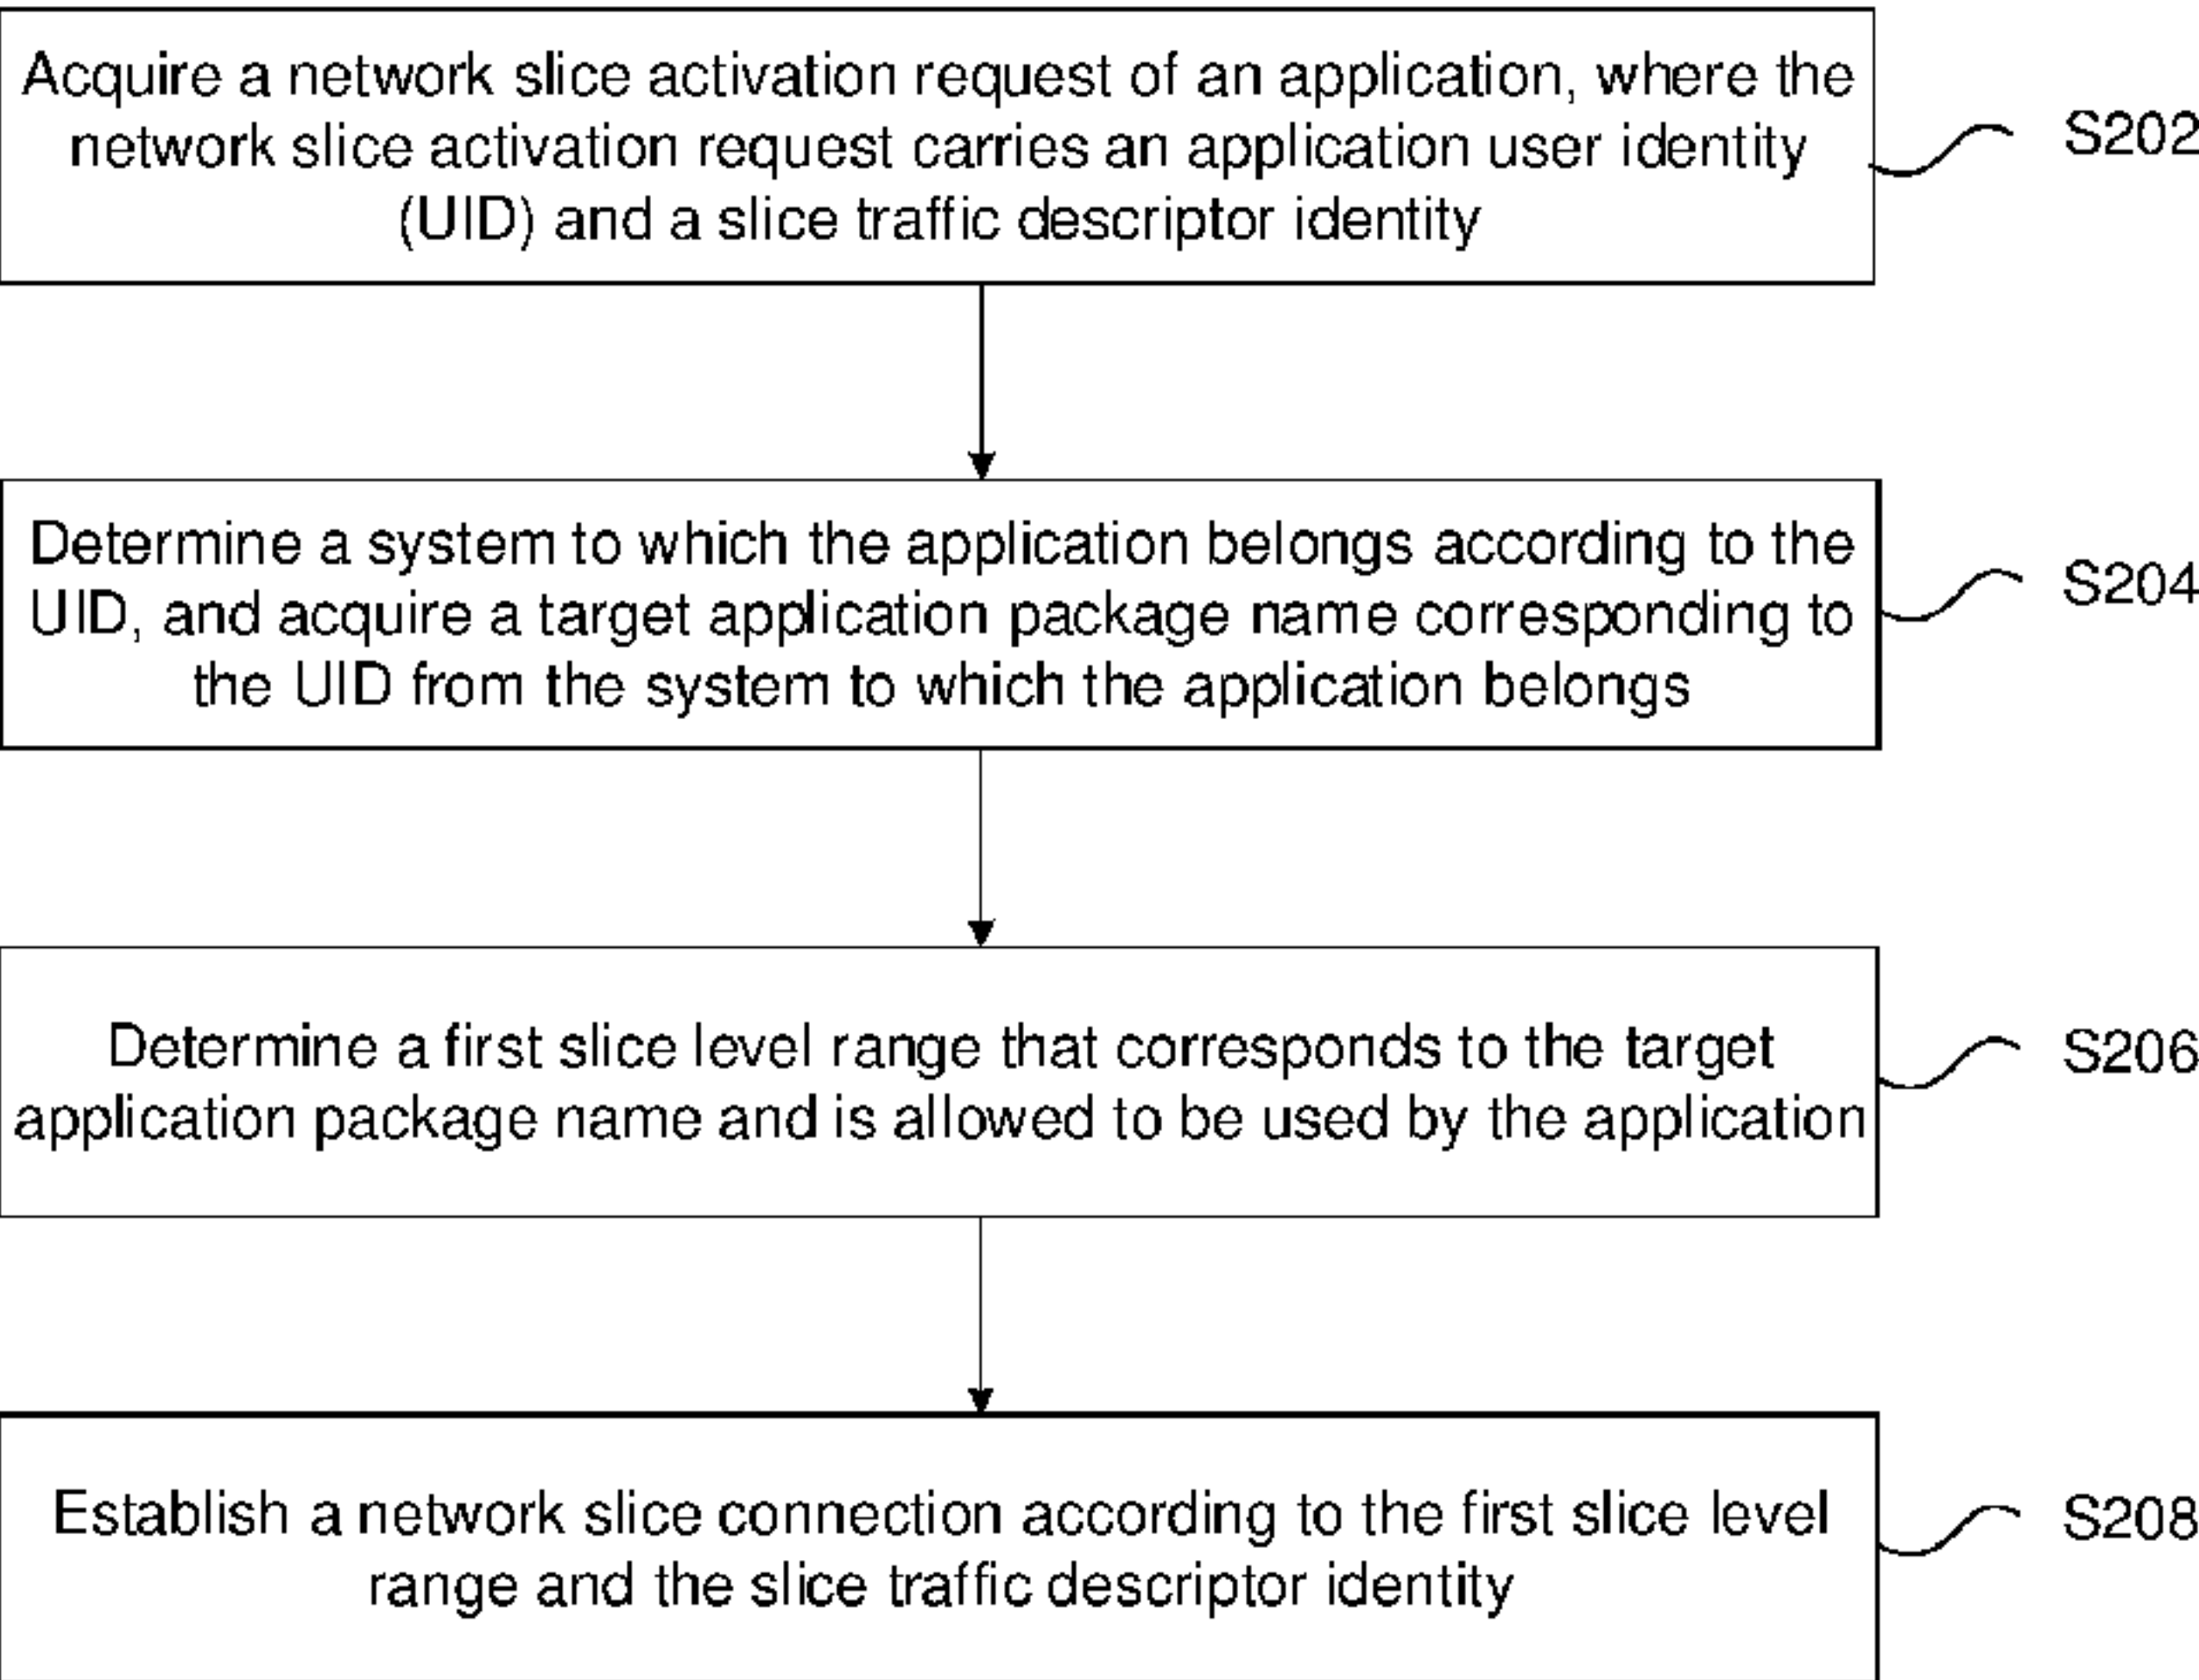 Acquire a network slice activation request of an application, where the
network slice activation request carries an application user identity
(UID) and a slice traffic descriptor identity
S202
Determine a system to which the application belongs according to the
UID, and acquire a target application package name corresponding to
the UID from the system to which the application belongs
S204
Determine a first slice level range that corresponds to the target
application package name and is allowed to be used by the application
S206
Establish a network slice connection according to the first slice level
range and the slice traffic descriptor identity
S208